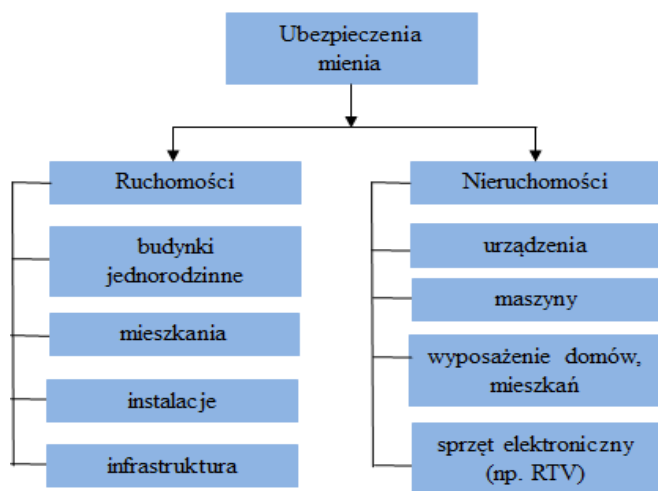 Ubezpieczenia
mienia
Ruchomości
budynki
jednorodzinne
mieszkania
instalacje
infrastruktura
Nieruchomości
urządzenia
maszyny
wyposażenie domów,
mieszkań
sprzęt elektroniczny
(np. RTV)